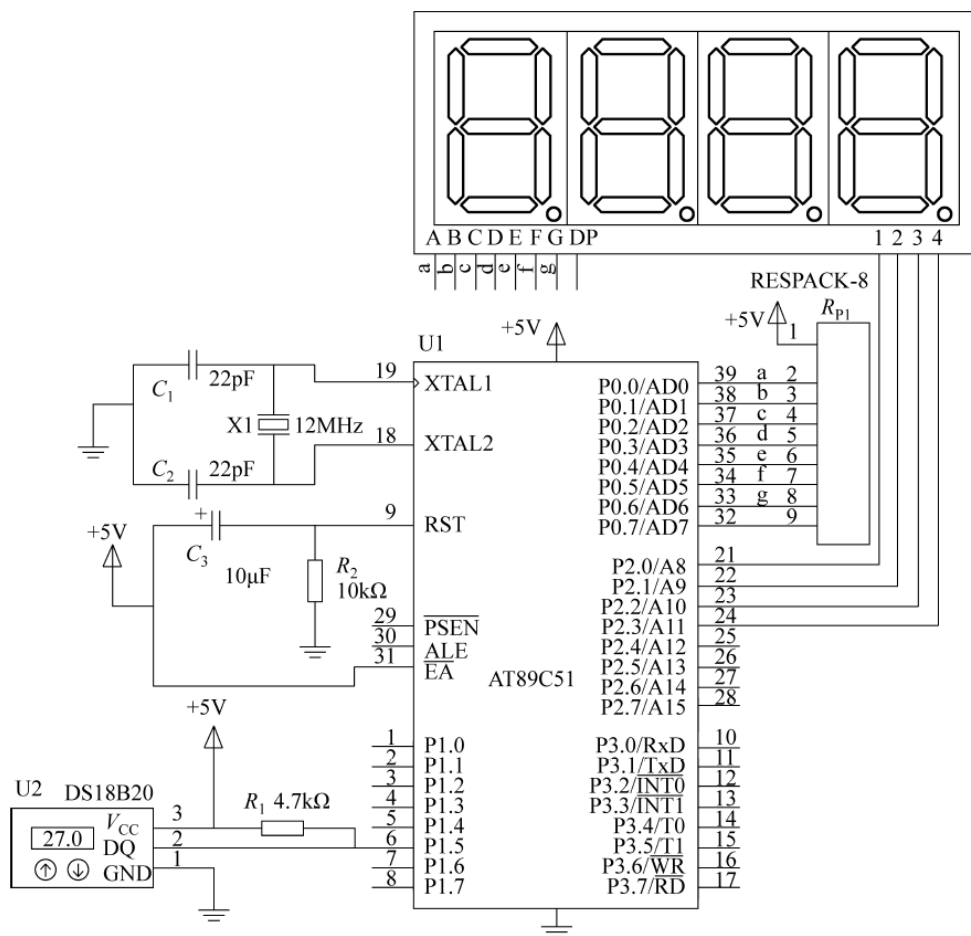 A B C D E F G DP 1 2 3 4
a b c d e f g
RESPACK-8
+5V
RP1
1
U1
+5V
C1
22pF
19
XTAL1
X1
12MHz
18
XTAL2
C2
22pF
P0.0/AD0 39 a 2
P0.1/AD1 38 b 3
P0.2/AD2 37 c 4
P0.3/AD3 36 d 5
P0.4/AD4 35 e 6
P0.5/AD5 34 f 7
P0.6/AD6 33 g 8
P0.7/AD7 32 9
+5V
+
C3
10μF
9
RST
R2
10kΩ
P2.0/A8 21
P2.1/A9 22
P2.2/A10 23
P2.3/A11 24
P2.4/A12 25
P2.5/A13 26
P2.6/A14 27
P2.7/A15 28
29 PSEN
30 ALE
31 EA
AT89C51
+5V
1 P1.0
2 P1.1
3 P1.2
4 P1.3
5 P1.4
6 P1.5
7 P1.6
8 P1.7
P3.0/RxD 10
P3.1/TxD 11
P3.2/INT0 12
P3.3/INT1 13
P3.4/T0 14
P3.5/T1 15
P3.6/WR 16
P3.7/RD 17
U2 DS18B20
R1 4.7kΩ
VCC 3
27.0 DQ 2
GND 1